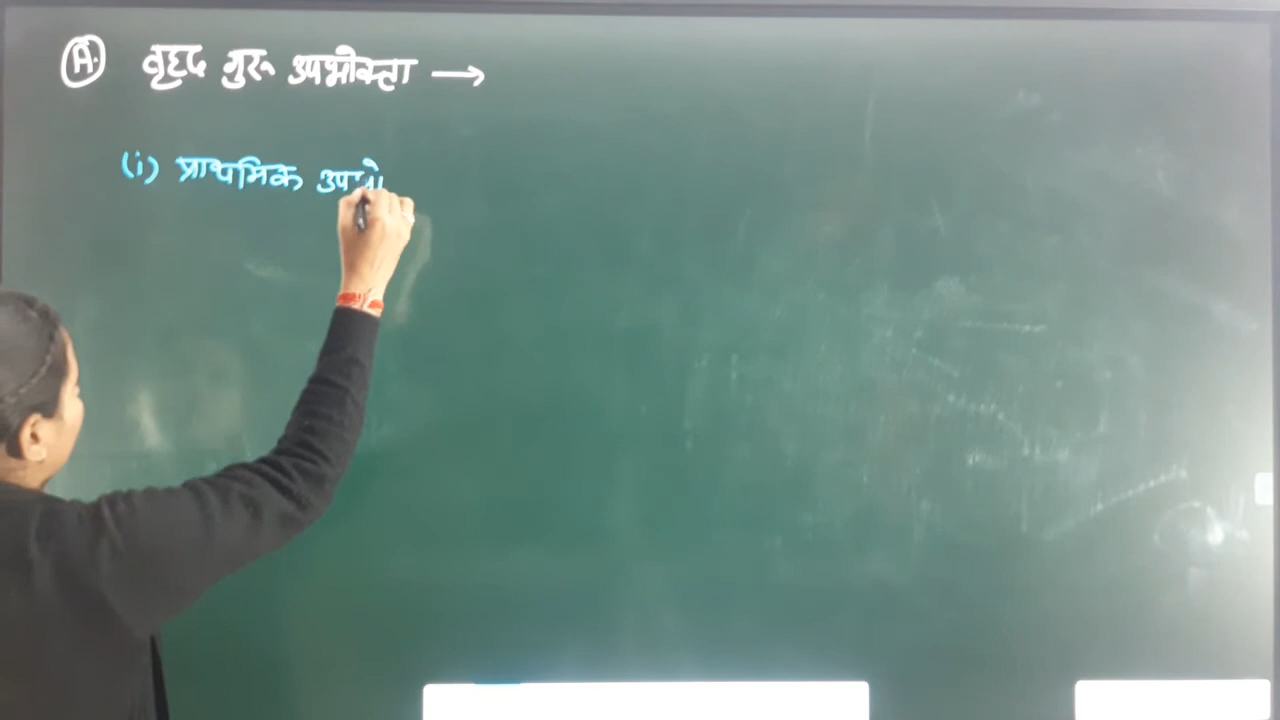 (A.) वृहद गुरू उपभोक्ता →
(i) प्राथमिक उपभो